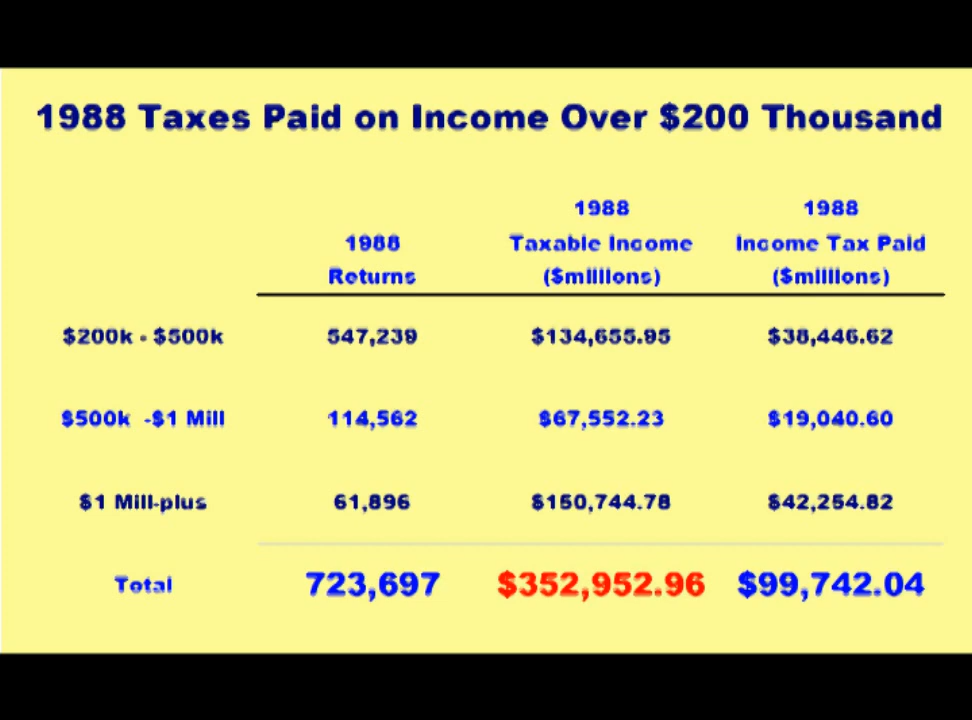 1988 Taxes Paid on Income Over $200 Thousand
1988 1988
1988 Taxable Income Income Tax Paid
Returns ($millions) ($millions)
$200k - $500k 547,239 $134,655.95 $38,446.62
$500k -$1 Mill 114,562 $67,552.23 $19,040.60
$1 Mill-plus 61,896 $150,744.78 $42,254.82
Total 723,697 $352,952.96 $99,742.04